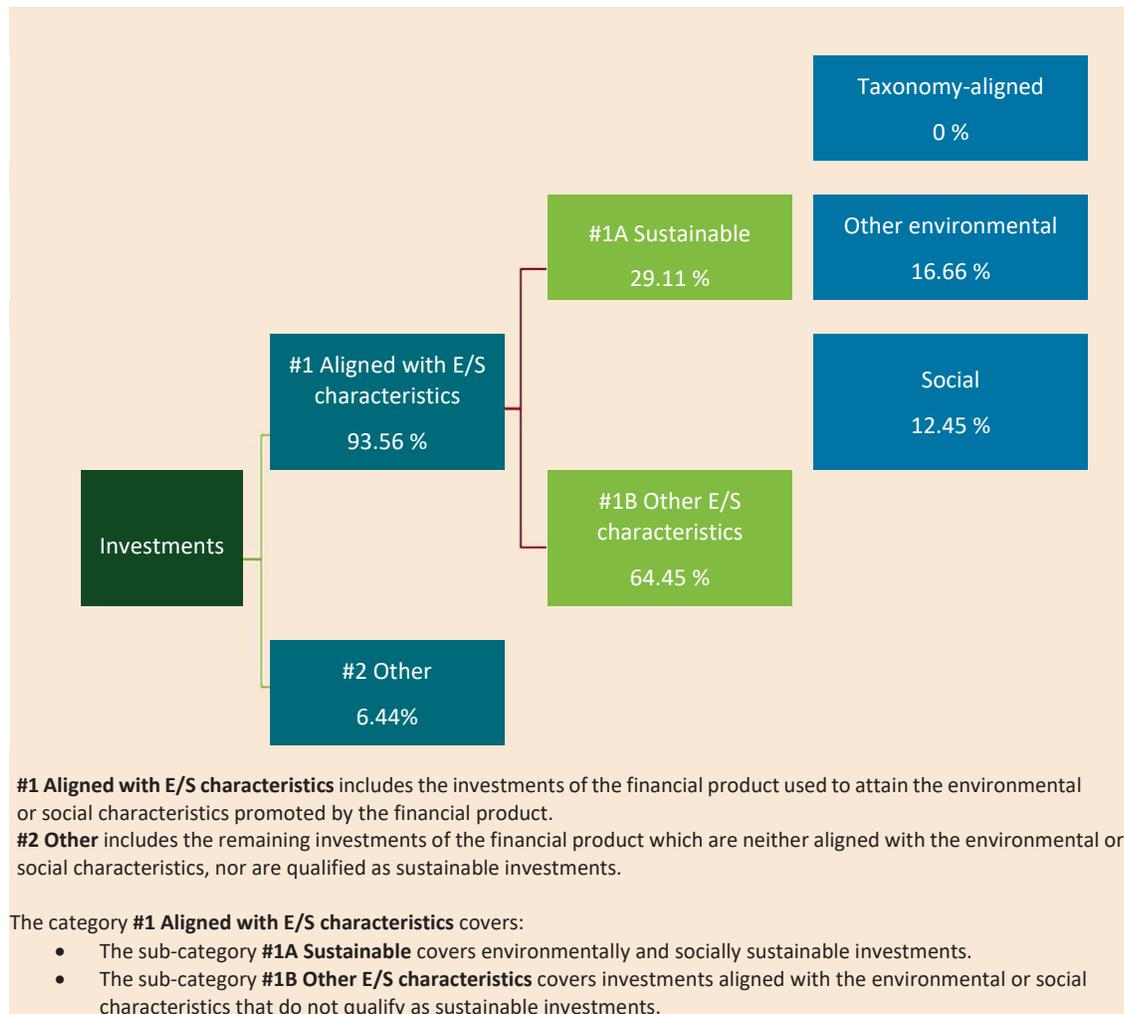 Taxonomy-aligned
0 %
#1A Sustainable
29.11 %
Other environmental
16.66 %
#1 Aligned with E/S
characteristics
93.56 %
Social
12.45 %
Investments
#1B Other E/S
characteristics
64.45 %
#2 Other
6.44%
#1 Aligned with E/S characteristics includes the investments of the financial product used to attain the environmental
or social characteristics promoted by the financial product.
#2 Other includes the remaining investments of the financial product which are neither aligned with the environmental or
social characteristics, nor are qualified as sustainable investments.
The category #1 Aligned with E/S characteristics covers:
• The sub-category #1A Sustainable covers environmentally and socially sustainable investments.
• The sub-category #1B Other E/S characteristics covers investments aligned with the environmental or social
characteristics that do not qualify as sustainable investments.